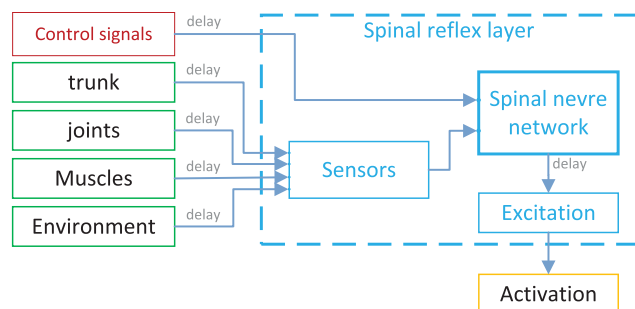 Control signals
delay
Spinal reflex layer
trunk
delay
joints
delay
Muscles
delay
Environment
delay
Sensors
Spinal nevre
network
delay
Excitation
Activation